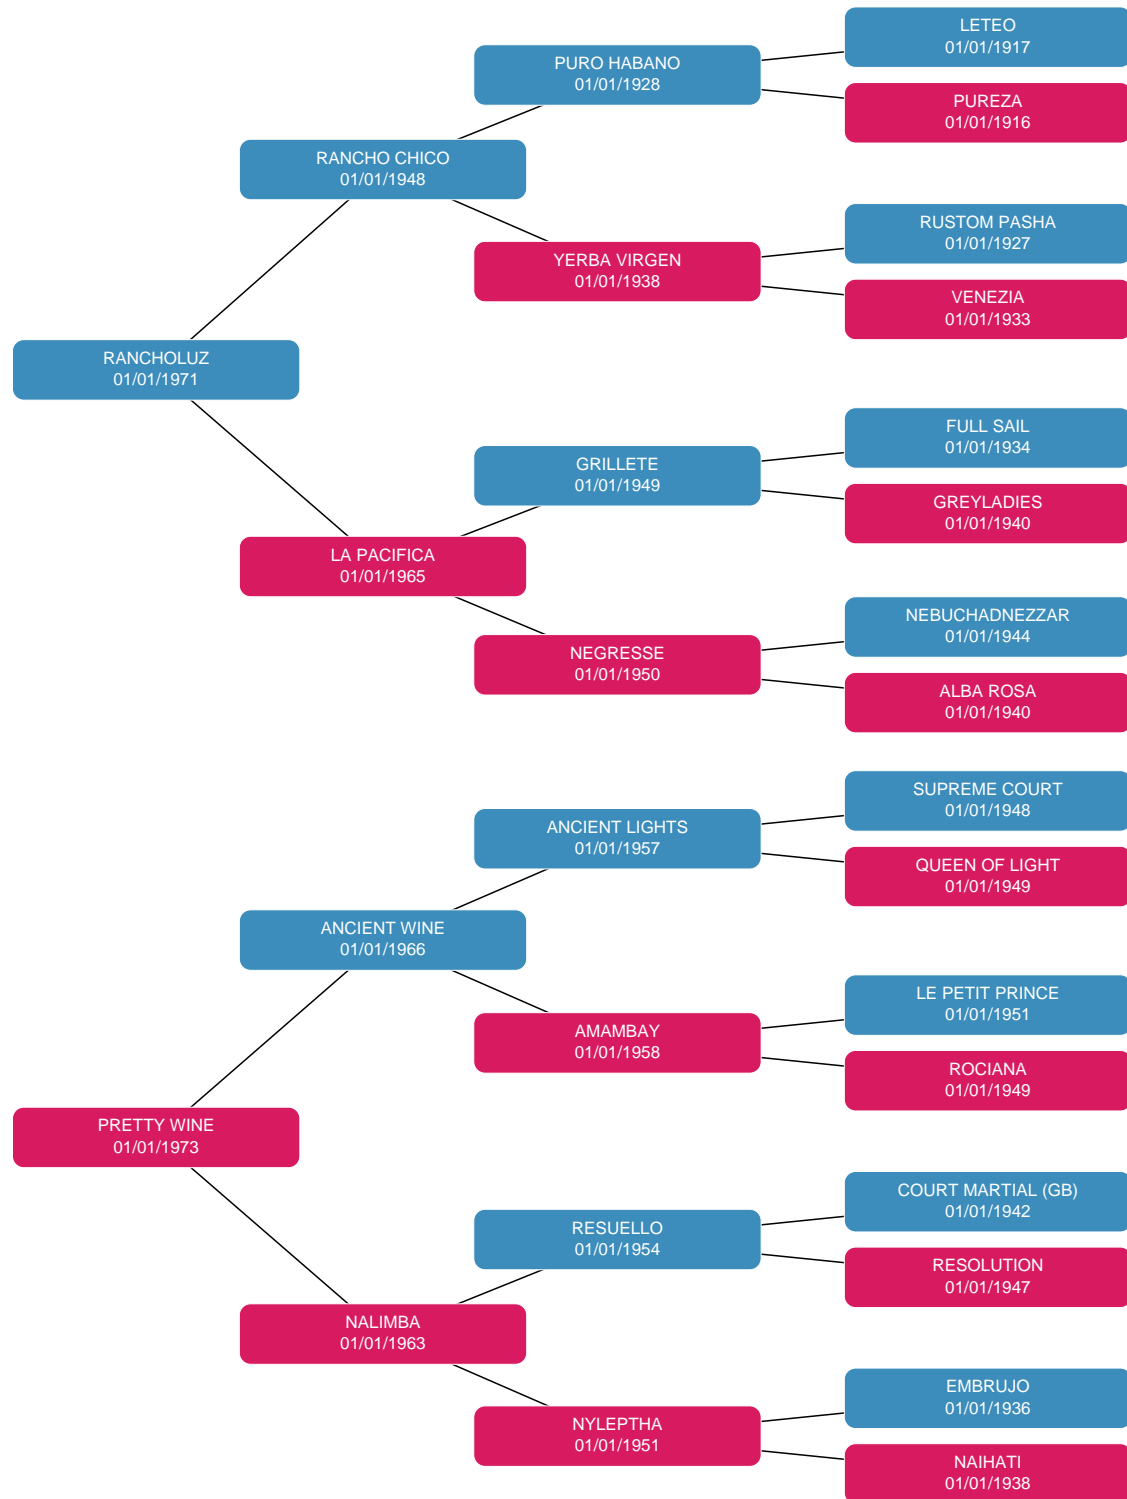 LETEO
01/01/1917
PURO HABANO
01/01/1928
PUREZA
01/01/1916
RANCHO CHICO
01/01/1948
RUSTOM PASHA
01/01/1927
YERBA VIRGEN
01/01/1938
VENEZIA
01/01/1933
RANCHOLUZ
01/01/1971
FULL SAIL
01/01/1934
GRILLETE
01/01/1949
GREYLADIES
01/01/1940
LA PACIFICA
01/01/1965
NEBUCHADNEZZAR
01/01/1944
NEGRESSE
01/01/1950
ALBA ROSA
01/01/1940
SUPREME COURT
01/01/1948
ANCIENT LIGHTS
01/01/1957
QUEEN OF LIGHT
01/01/1949
ANCIENT WINE
01/01/1966
LE PETIT PRINCE
01/01/1951
AMAMBAY
01/01/1958
ROCIANA
01/01/1949
PRETTY WINE
01/01/1973
COURT MARTIAL (GB)
01/01/1942
RESUELLO
01/01/1954
RESOLUTION
01/01/1947
NALIMBA
01/01/1963
EMBRUJO
01/01/1936
NYLEPTHA
01/01/1951
NAIHATI
01/01/1938